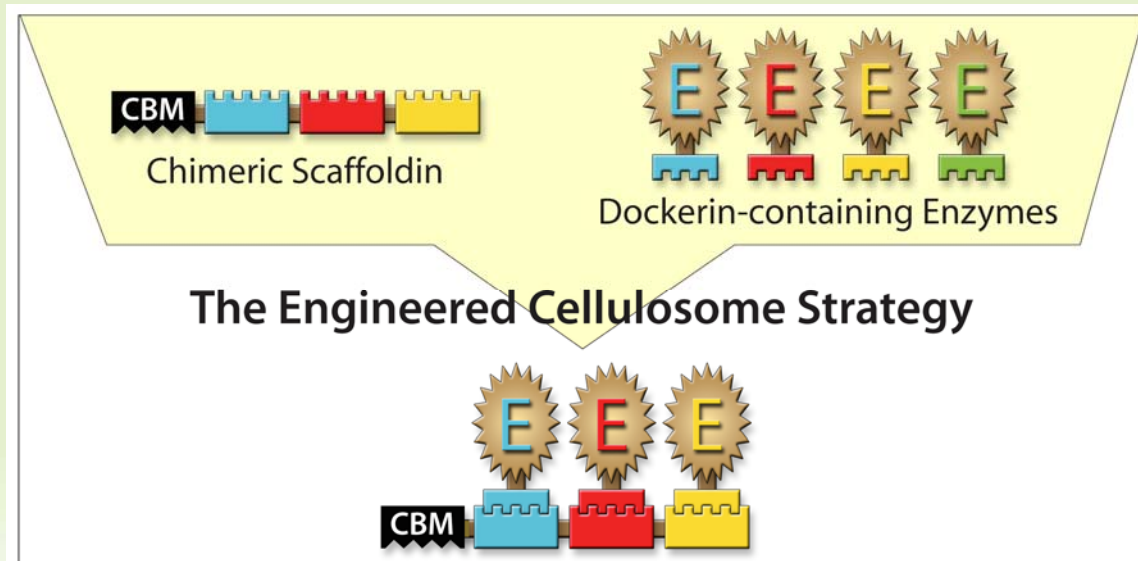 CBM
Chimeric Scaffoldin
E E E E
Dockerin-containing Enzymes
The Engineered Cellulosome Strategy
E E E
CBM